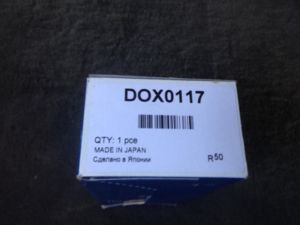 DOX0117
QTY: 1 pce
MADE IN JAPAN
Сделано в Японии
R50